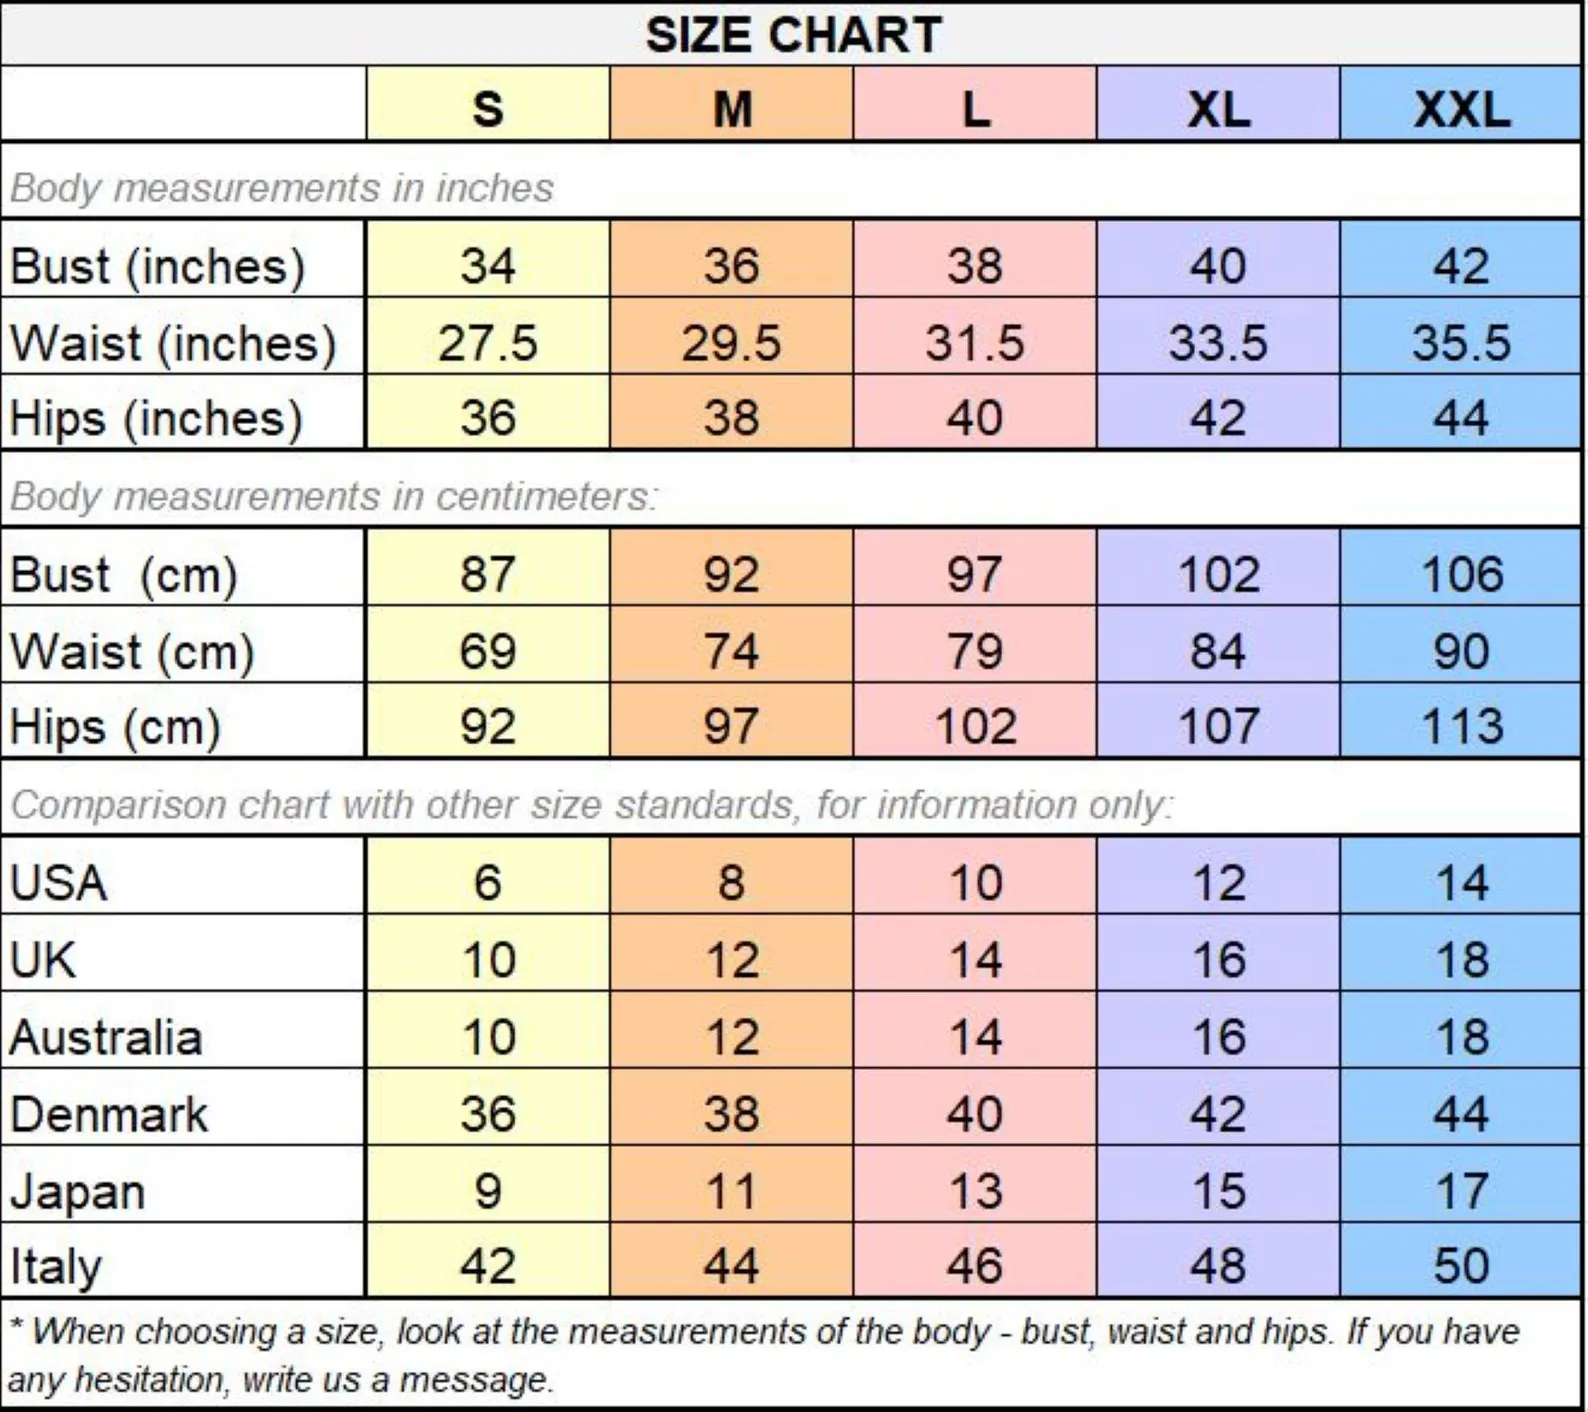 SIZE CHART
S M L XL XXL
Body measurements in inches
Bust (inches) 34 36 38 40 42
Waist (inches) 27.5 29.5 31.5 33.5 35.5
Hips (inches) 36 38 40 42 44
Body measurements in centimeters:
Bust (cm) 87 92 97 102 106
Waist (cm) 69 74 79 84 90
Hips (cm) 92 97 102 107 113
Comparison chart with other size standards, for information only:
USA 6 8 10 12 14
UK 10 12 14 16 18
Australia 10 12 14 16 18
Denmark 36 38 40 42 44
Japan 9 11 13 15 17
Italy 42 44 46 48 50
* When choosing a size, look at the measurements of the body - bust, waist and hips. If you have
any hesitation, write us a message.